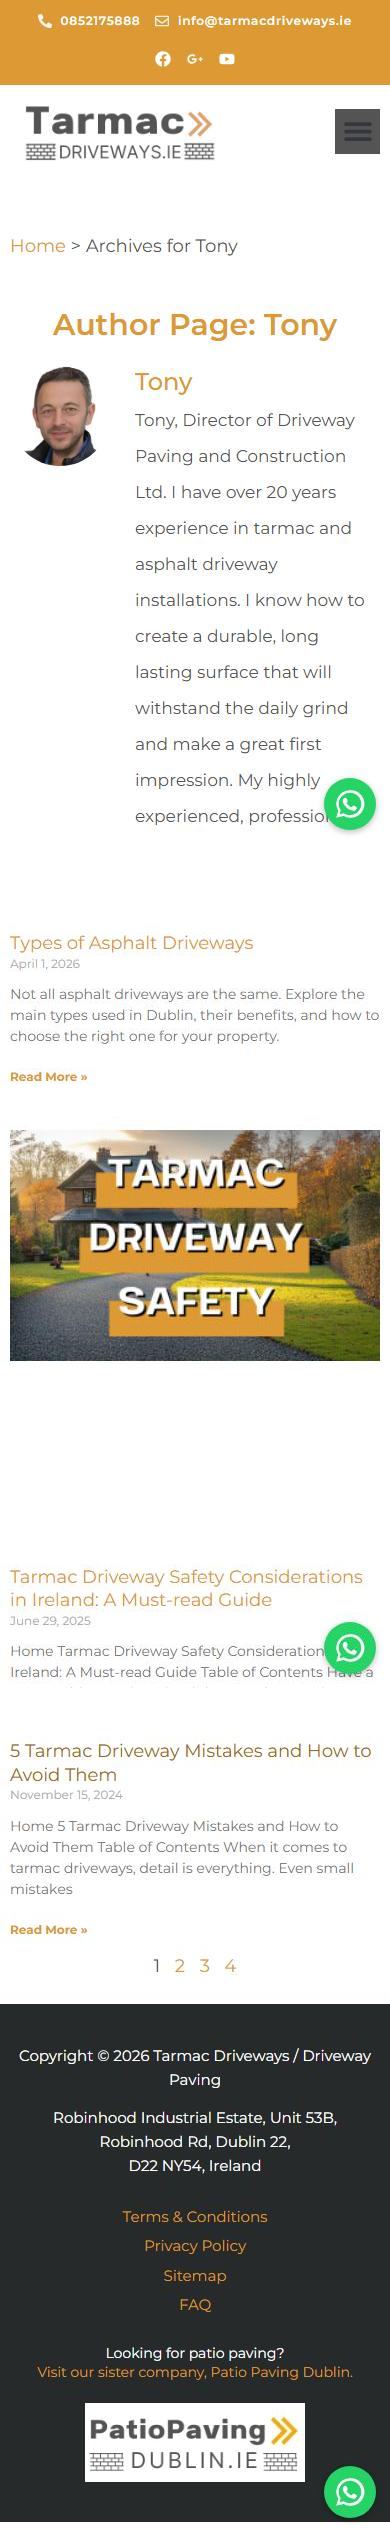 0852175888 info@tarmacdriveways.ie
Tarmac
DRIVEWAYS.IE
Home > Archives for Tony
Author Page: Tony
Tony
Tony, Director of Driveway
Paving and Construction
Ltd. I have over 20 years
experience in tarmac and
asphalt driveway
installations. I know how to
create a durable, long
lasting surface that will
withstand the daily grind
and make a great first
impression. My highly
experienced,
Types of Asphalt Driveways
April 1, 2026
Not all asphalt driveways are the same. Explore the
main types used in Dublin, their benefits, and how to
choose the right one for your property.
Read More »
TARMAC
DRIVEWAY
SAFETY
Tarmac Driveway Safety Considerations
in Ireland: A Must-read Guide
June 29, 2025
Home Tarmac Driveway Safety
Ireland: A Must-read Guide Table of Contents Have a
5 Tarmac Driveway Mistakes and How to
Avoid Them
November 15, 2024
Home 5 Tarmac Driveway Mistakes and How to
Avoid Them Table of Contents When it comes to
tarmac driveways, detail is everything. Even small
mistakes
Read More »
1 2 3 4
Copyright © 2026 Tarmac Driveways / Driveway
Paving
Robinhood Industrial Estate, Unit 53B,
Robinhood Rd, Dublin 22,
D22 NY54, Ireland
Terms & Conditions
Privacy Policy
Sitemap
FAQ
Looking for patio paving?
Visit our sister company, Patio Paving Dublin.
PatioPaving
DUBLIN.IE